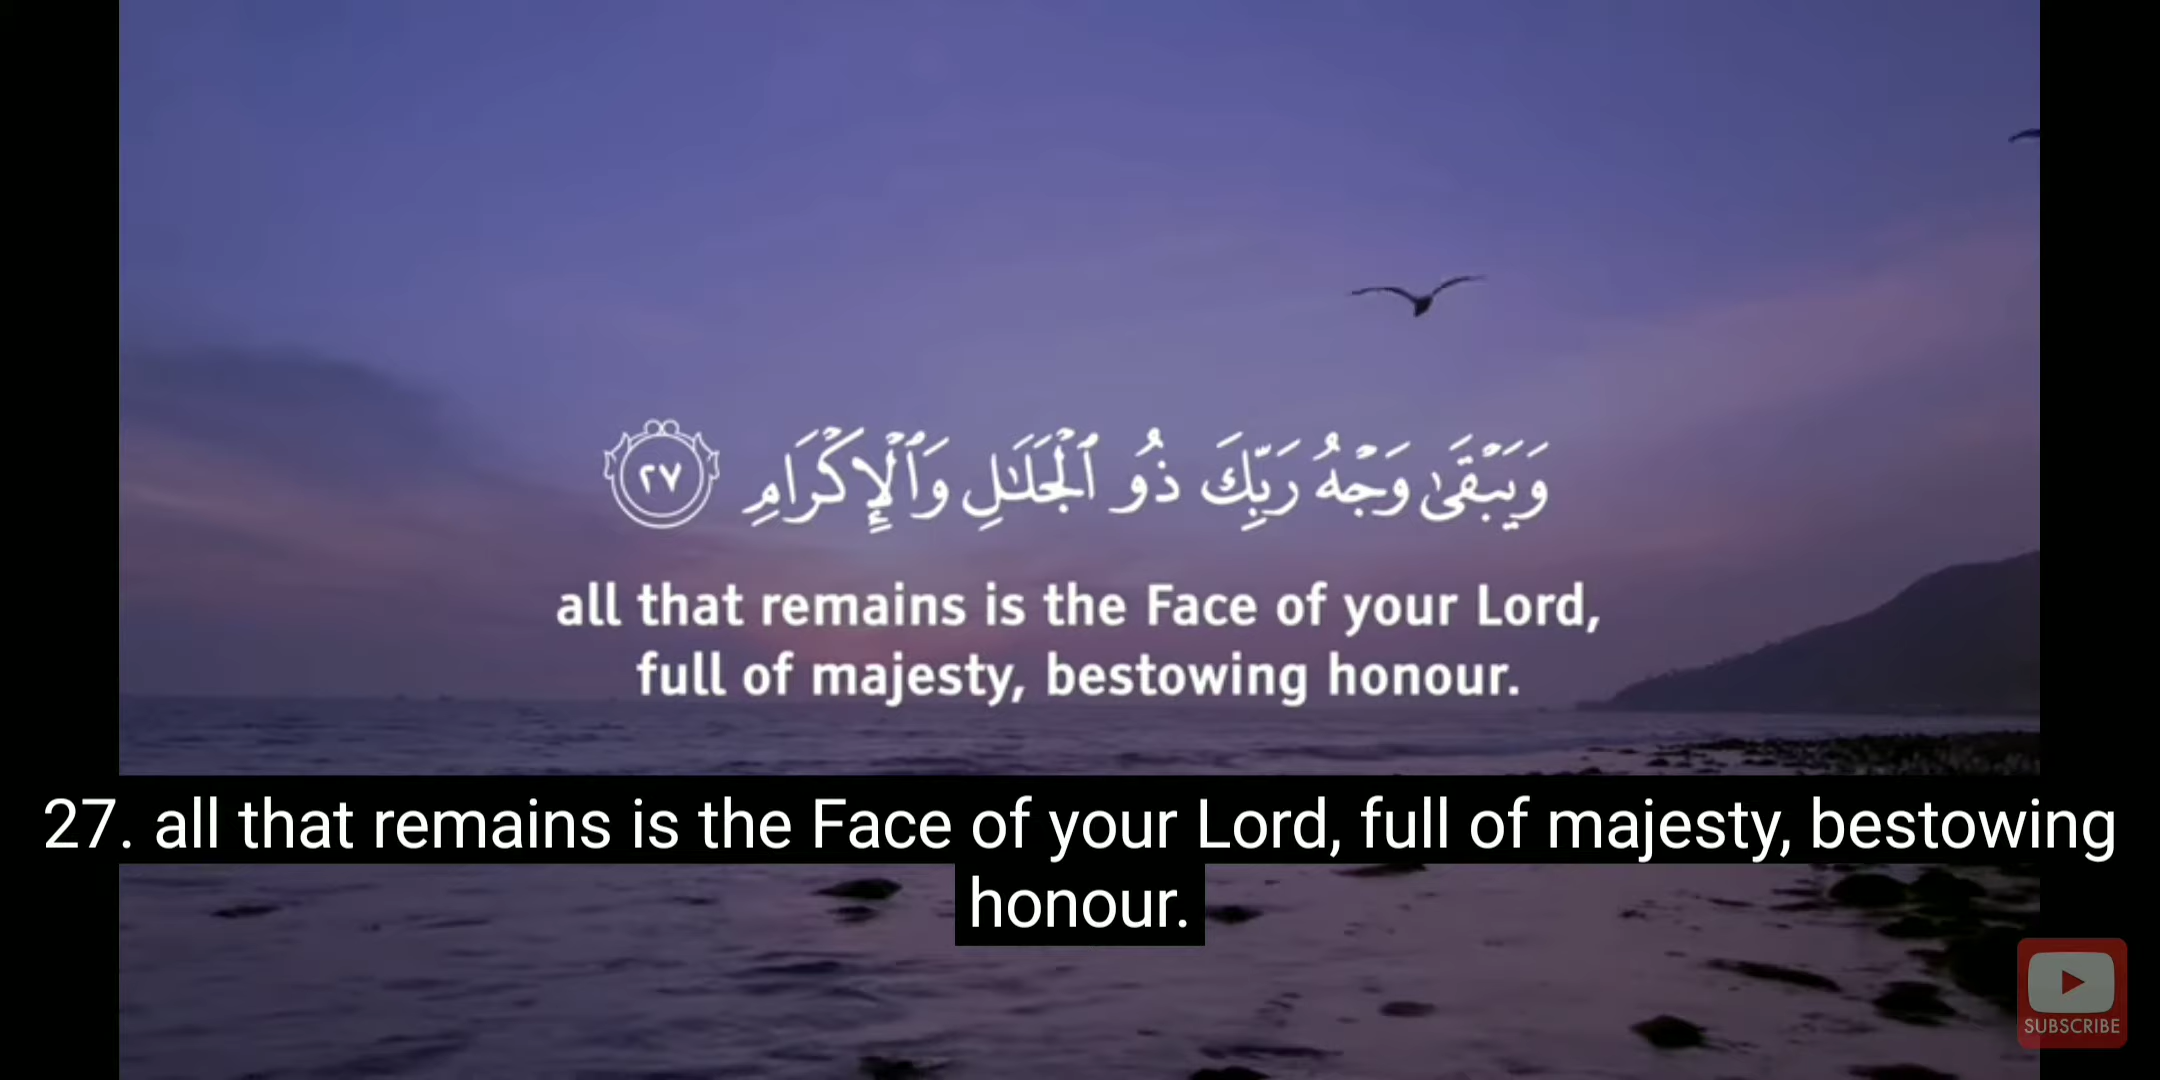 وَيَبْقَىٰ وَجْهُ رَبِّكَ ذُو ٱلْجَلَـٰلِ وَٱلْإِكْرَامِ ٢٧
all that remains is the Face of your Lord,
full of majesty, bestowing honour.
27. all that remains is the Face of your Lord, full of majesty, bestowing
honour.
SUBSCRIBE